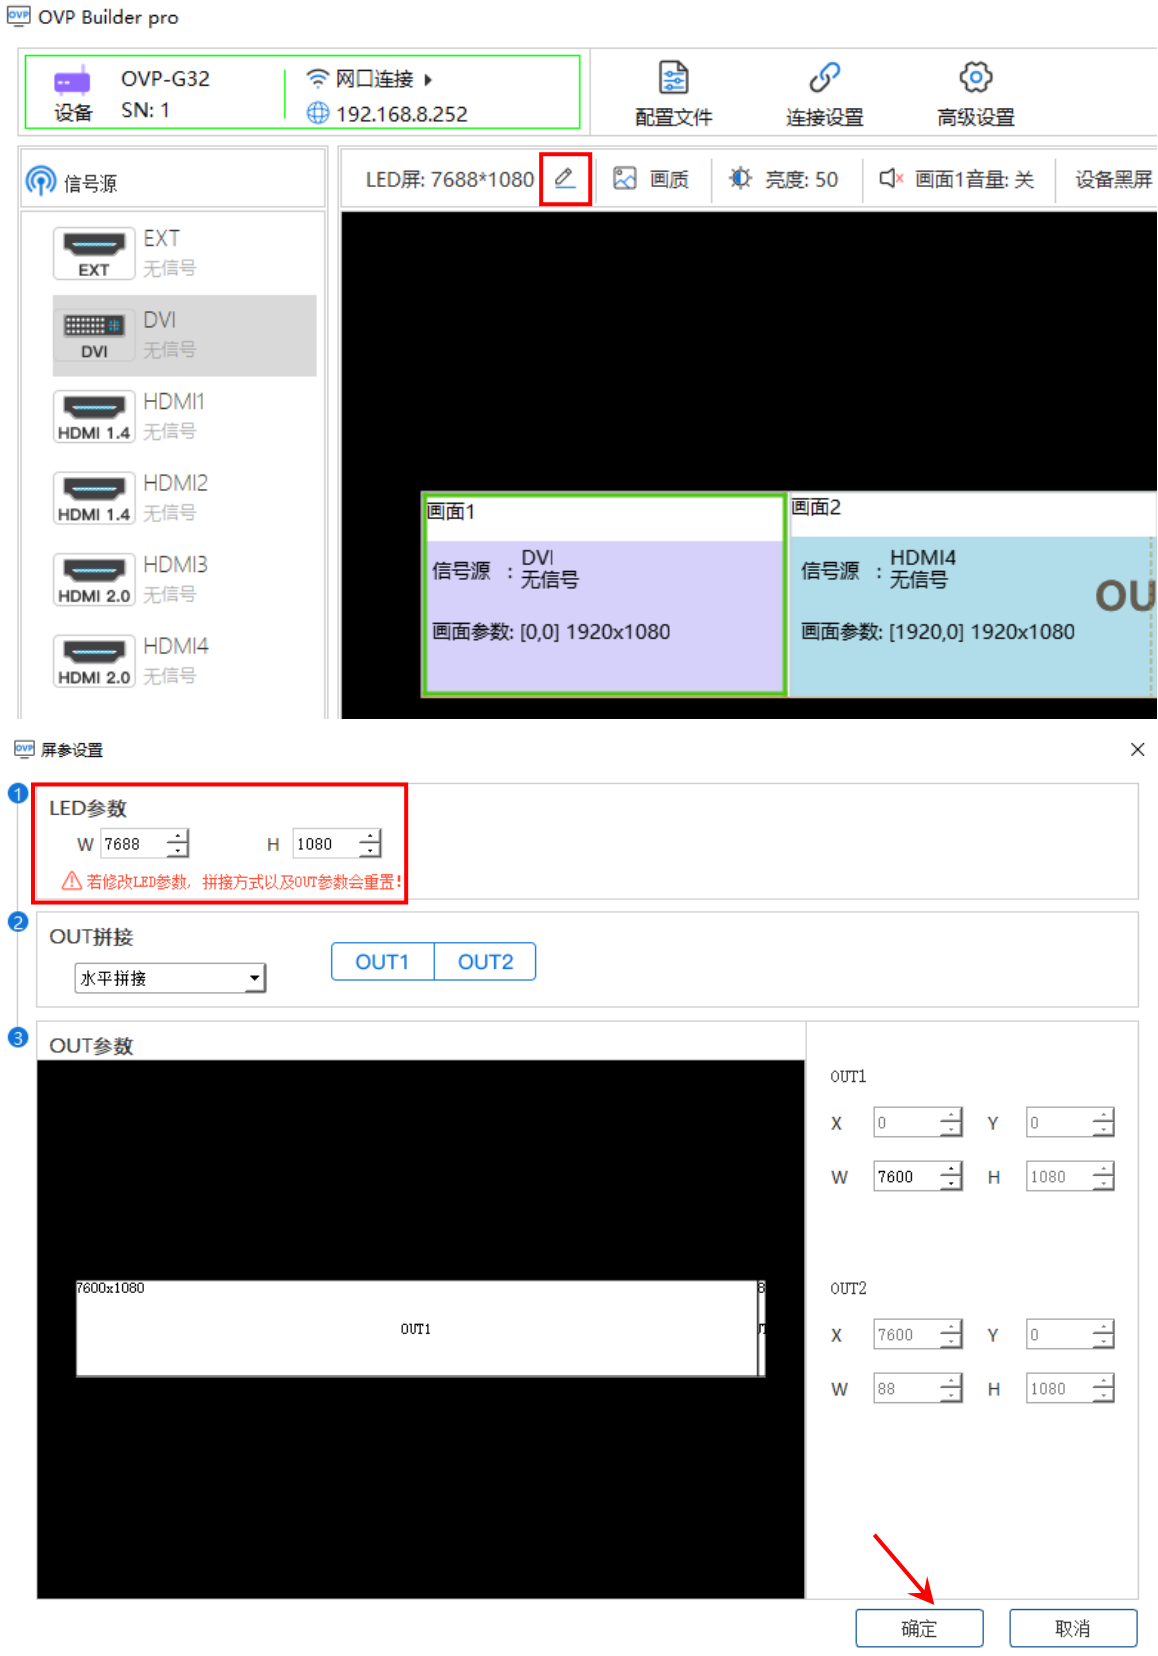 OVP OVP Builder pro
设备
OVP-G32
SN: 1
网口连接
192.168.8.252
配置文件
连接设置
高级设置
信号源
LED屏: 7688*1080
画质
亮度: 50
画面1音量: 关
设备黑屏
EXT
EXT
无信号
DVI
DVI
无信号
HDMI 1.4
HDMI1
无信号
HDMI 1.4
HDMI2
无信号
HDMI 2.0
HDMI3
无信号
HDMI 2.0
HDMI4
无信号
画面1
信号源 : DVI
无信号
画面参数: [0,0] 1920x1080
画面2
信号源 : HDMI4
无信号
画面参数: [1920,0] 1920x1080
OU
OVP 屏参设置
1
LED参数
W 7688 H 1080
若修改LED参数, 拼接方式以及OUT参数会重置!
2
OUT拼接
水平拼接
OUT1 OUT2
3
OUT参数
7600x1080
OUT1
8
OUT1
X 0 Y 0
W 7600 H 1080
OUT2
X 7600 Y 0
W 88 H 1080
确定 取消